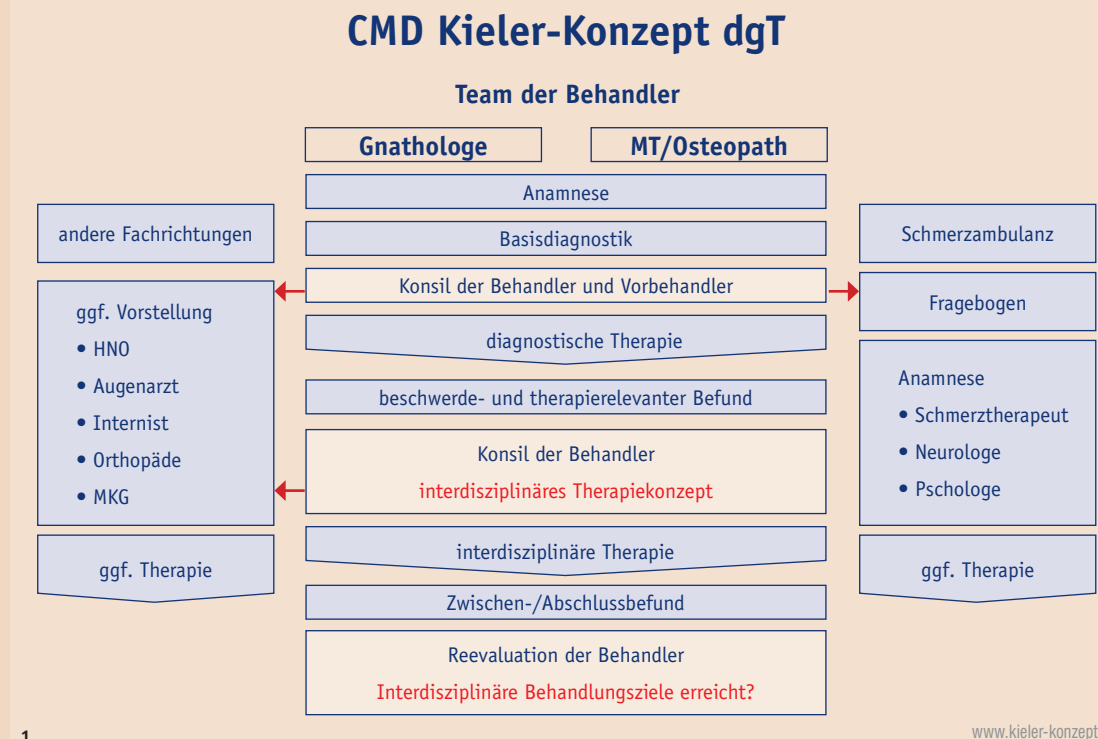 CMD Kieler-Konzept dgT
Team der Behandler
Gnathologe
MT/Osteopath
Anamnese
Basisdiagnostik
Konsil der Behandler und Vorbehandler
diagnostische Therapie
beschwerde- und therapierelevanter Befund
Konsil der Behandler
interdisziplinäres Therapiekonzept
interdisziplinäre Therapie
Zwischen-/Abschlussbefund
Reevaluation der Behandler
Interdisziplinäre Behandlungsziele erreicht?
andere Fachrichtungen
ggf. Vorstellung
• HNO
• Augenarzt
• Internist
• Orthopäde
• MKG
ggf. Therapie
Schmerzambulanz
Fragebogen
Anamnese
• Schmerztherapeut
• Neurologe
• Pschologe
ggf. Therapie
1
www.kieler-konzept